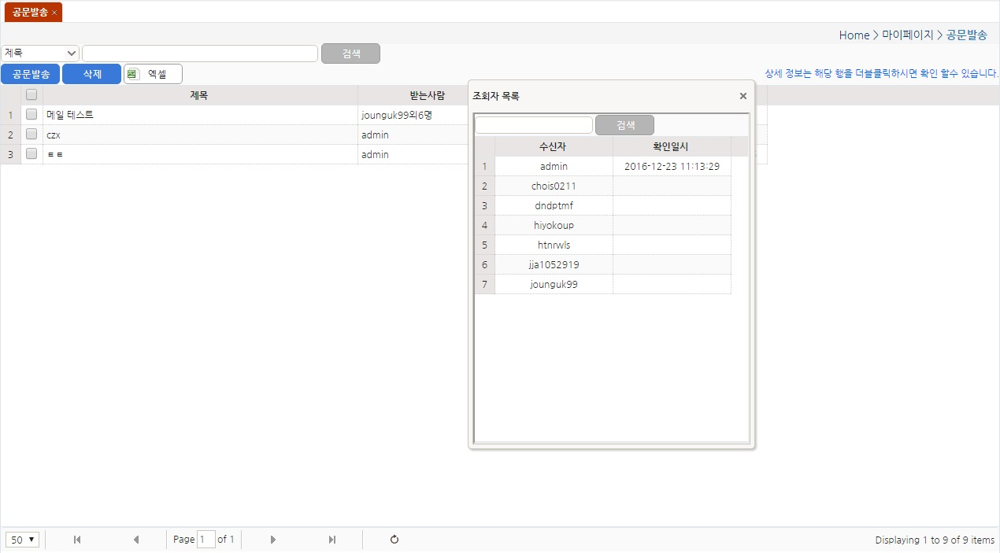 공문발송 ×
Home > 마이페이지 > 공문발송
제목 검색
공문발송 삭제 엑셀 상세 정보는 해당 행을 더블클릭하시면 확인 할수 있습니다.
제목 받는사람
1 메일 테스트 jounguk99외6명
2 czx admin
3 ㅌㅌ admin
조회자 목록 ×
검색
수신자 확인일시
1 admin 2016-12-23 11:13:29
2 chois0211
3 dndptmf
4 hiyokoup
5 htnrwls
6 jja1052919
7 jounguk99
50 Page 1 of 1 Displaying 1 to 9 of 9 items